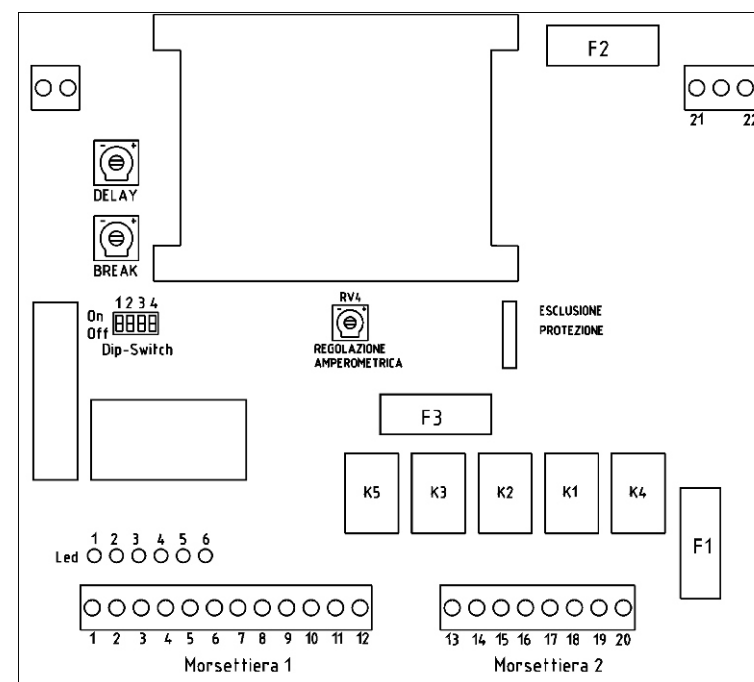 F2
21 22
- +
DELAY
- +
BREAK
1 2 3 4
On
Off
Dip-Switch
RV4
- +
REGOLAZIONE
AMPEROMETRICA
ESCLUSIONE
PROTEZIONE
F3
K5 K3 K2 K1 K4
F1
1 2 3 4 5 6
Led
1 2 3 4 5 6 7 8 9 10 11 12
Morsettiera 1
13 14 15 16 17 18 19 20
Morsettiera 2